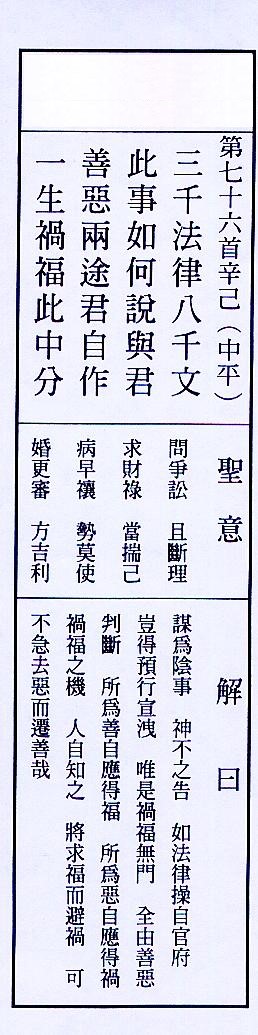 第七十六首辛己（中平）
三千法律八千文
此事如何說與君
善惡兩途君自作
一生禍福此中分
聖意
問爭訟　且斷理
求財祿　當揣己
病早禳　勢莫使
婚更審　方吉利
解曰
謀爲陰事　神不之告　如法律操自官府
豈得預行宣洩　唯是禍福無門　全由善惡
判斷　所爲善自應得福　所爲惡自應得禍
禍福之機　人自知之　將求福而避禍　可
不急去惡而遷善哉